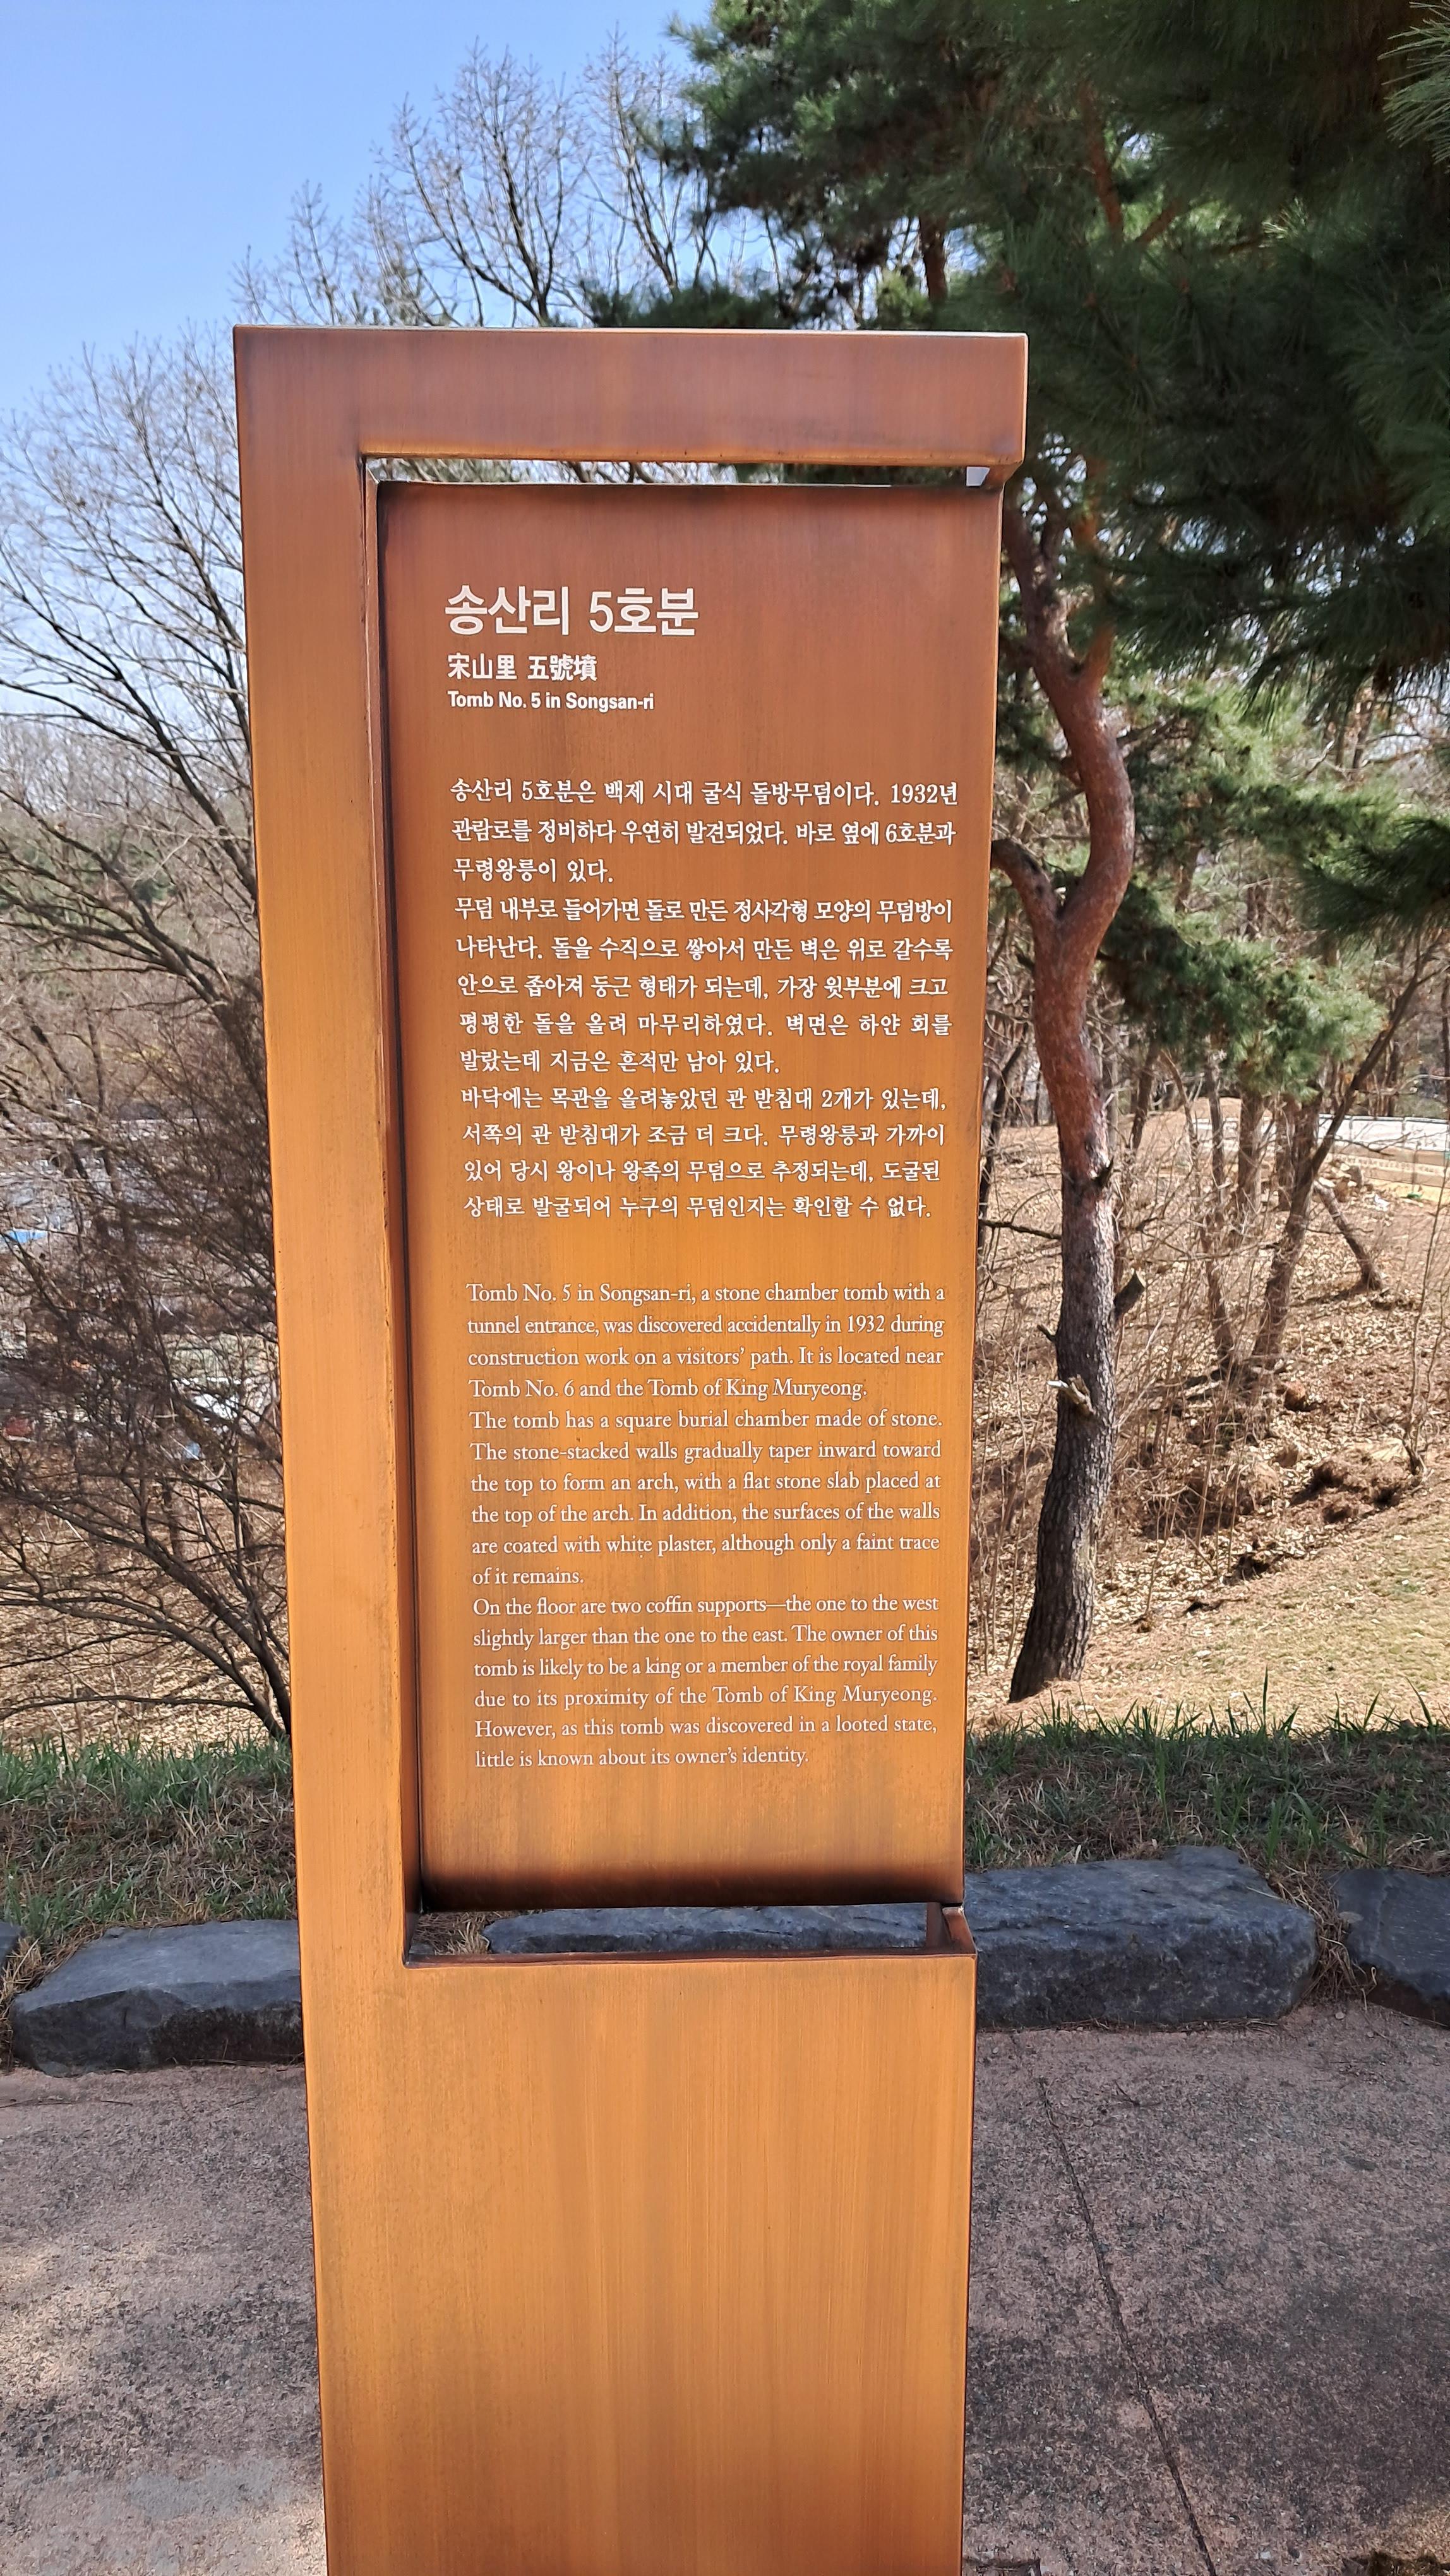 송산리 5호분
宋山里 五號墳
Tomb No. 5 in Songsan-ri
송산리 5호분은 백제 시대 굴식 돌방무덤이다. 1932년
관람로를 정비하다 우연히 발견되었다. 바로 옆에 6호분과
무령왕릉이 있다.
무덤 내부로 들어가면 돌로 만든 정사각형 모양의 무덤방이
나타난다. 돌을 수직으로 쌓아서 만든 벽은 위로 갈수록
안으로 좁아져 둥근 형태가 되는데, 가장 윗부분에 크고
평평한 돌을 올려 마무리하였다. 벽면은 하얀 회를
발랐는데 지금은 흔적만 남아 있다.
바닥에는 목관을 올려놓았던 관 받침대 2개가 있는데,
서쪽의 관 받침대가 조금 더 크다. 무령왕릉과 가까이
있어 당시 왕이나 왕족의 무덤으로 추정되는데, 도굴된
상태로 발굴되어 누구의 무덤인지는 확인할 수 없다.
Tomb No. 5 in Songsan-ri, a stone chamber tomb with a
tunnel entrance, was discovered accidentally in 1932 during
construction work on a visitors’ path. It is located near
Tomb No. 6 and the Tomb of King Muryeong.
The tomb has a square burial chamber made of stone.
The stone-stacked walls gradually taper inward toward
the top to form an arch, with a flat stone slab placed at
the top of the arch. In addition, the surfaces of the walls
are coated with white plaster, although only a faint trace
of it remains.
On the floor are two coffin supports—the one to the west
slightly larger than the one to the east. The owner of this
tomb is likely to be a king or a member of the royal family
due to its proximity of the Tomb of King Muryeong.
However, as this tomb was discovered in a looted state,
little is known about its owner’s identity.